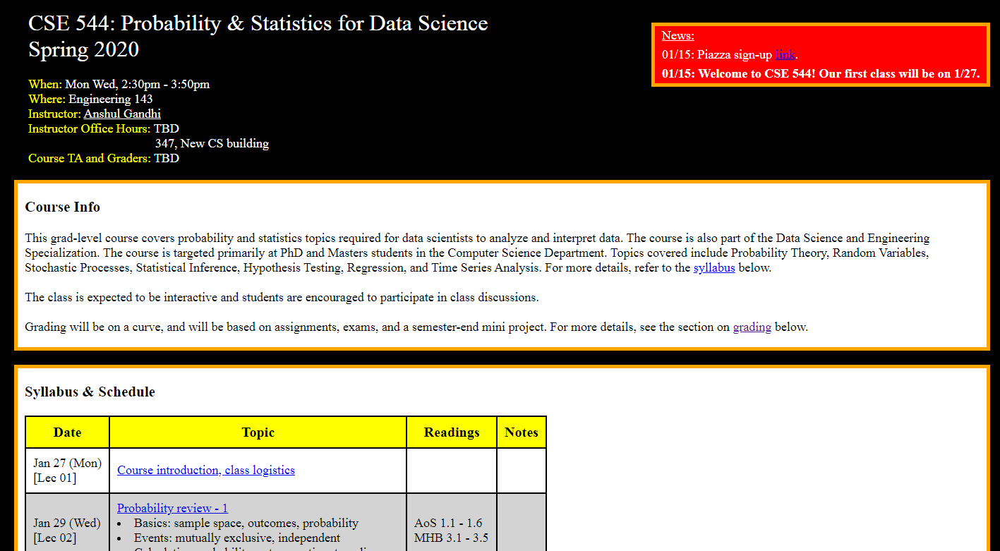 CSE 544: Probability & Statistics for Data Science
Spring 2020
When: Mon Wed, 2:30pm - 3:50pm
Where: Engineering 143
Instructor: Anshul Gandhi
Instructor Office Hours: TBD
347, New CS building
Course TA and Graders: TBD
News:
01/15: Piazza sign-up link.
01/15: Welcome to CSE 544! Our first class will be on 1/27.
Course Info
This grad-level course covers probability and statistics topics required for data scientists to analyze and interpret data. The course is also part of the Data Science and Engineering
Specialization. The course is targeted primarily at PhD and Masters students in the Computer Science Department. Topics covered include Probability Theory, Random Variables,
Stochastic Processes, Statistical Inference, Hypothesis Testing, Regression, and Time Series Analysis. For more details, refer to the syllabus below.
The class is expected to be interactive and students are encouraged to participate in class discussions.
Grading will be on a curve, and will be based on assignments, exams, and a semester-end mini project. For more details, see the section on grading below.
Syllabus & Schedule
Date Topic Readings Notes
Jan 27 (Mon)
[Lec 01]
Course introduction, class logistics
Jan 29 (Wed)
[Lec 02]
Probability review - 1
• Basics: sample space, outcomes, probability
• Events: mutually exclusive, independent
AoS 1.1 - 1.6
MHB 3.1 - 3.5